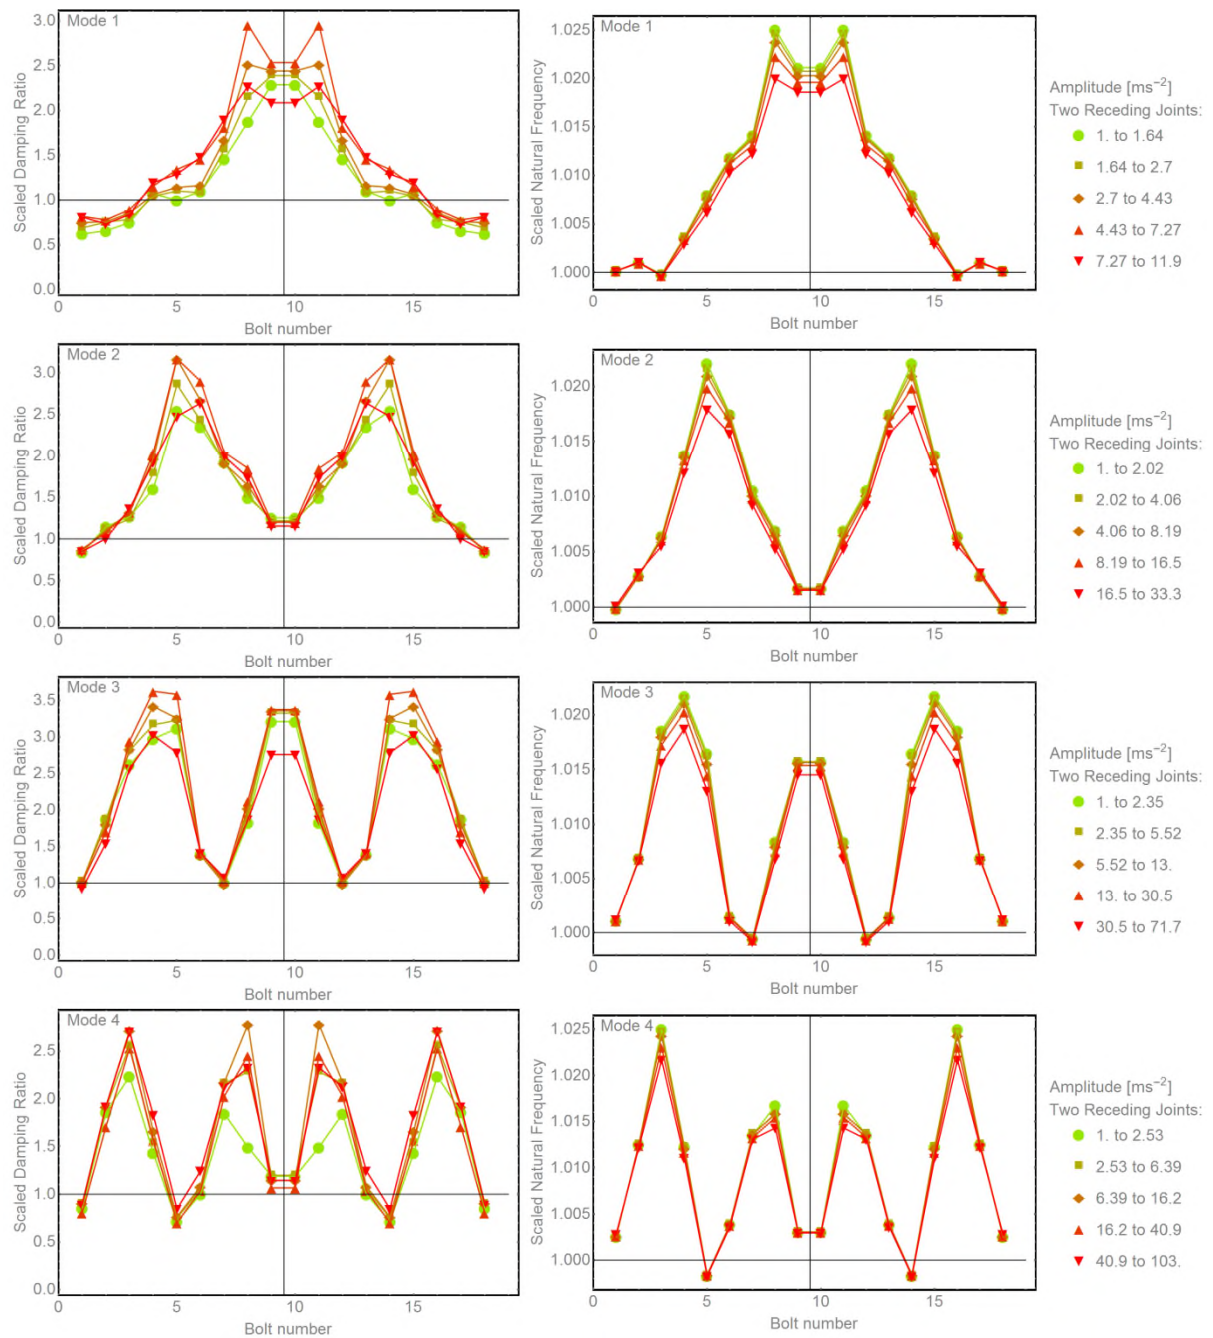 Mode 1
Scaled Damping Ratio
3.0
2.5
2.0
1.5
1.0
0.5
0.0
0 5 10 15
Bolt number
Mode 1
Scaled Natural Frequency
1.025
1.020
1.015
1.010
1.005
1.000
0 5 10 15
Bolt number
Amplitude [ms⁻²]
Two Receding Joints:
1. to 1.64
1.64 to 2.7
2.7 to 4.43
4.43 to 7.27
7.27 to 11.9
Mode 2
Scaled Damping Ratio
3.0
2.5
2.0
1.5
1.0
0.5
0.0
0 5 10 15
Bolt number
Mode 2
Scaled Natural Frequency
1.020
1.015
1.010
1.005
1.000
0 5 10 15
Bolt number
Amplitude [ms⁻²]
Two Receding Joints:
1. to 2.02
2.02 to 4.06
4.06 to 8.19
8.19 to 16.5
16.5 to 33.3
Mode 3
Scaled Damping Ratio
3.5
3.0
2.5
2.0
1.5
1.0
0.5
0.0
0 5 10 15
Bolt number
Mode 3
Scaled Natural Frequency
1.020
1.015
1.010
1.005
1.000
0 5 10 15
Bolt number
Amplitude [ms⁻²]
Two Receding Joints:
1. to 2.35
2.35 to 5.52
5.52 to 13.
13. to 30.5
30.5 to 71.7
Mode 4
Scaled Damping Ratio
2.5
2.0
1.5
1.0
0.5
0.0
0 5 10 15
Bolt number
Mode 4
Scaled Natural Frequency
1.025
1.020
1.015
1.010
1.005
1.000
0 5 10 15
Bolt number
Amplitude [ms⁻²]
Two Receding Joints:
1. to 2.53
2.53 to 6.39
6.39 to 16.2
16.2 to 40.9
40.9 to 103.